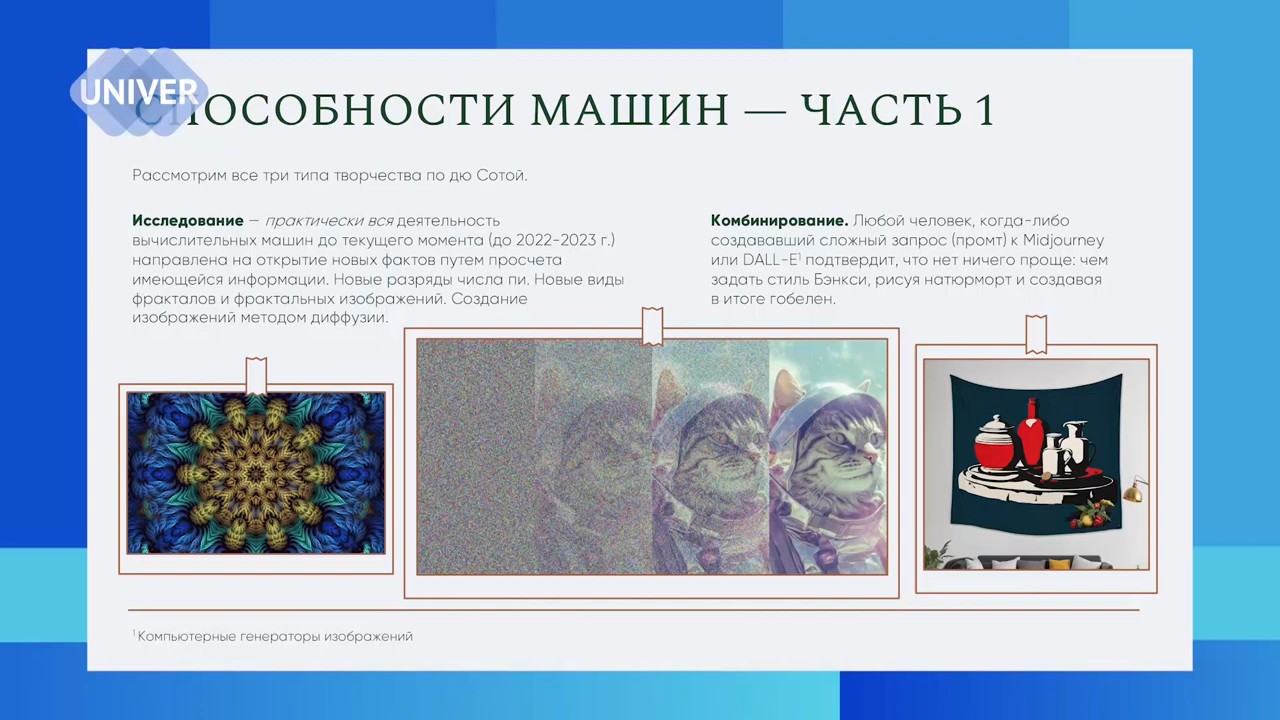 UNIVER
СПОСОБНОСТИ МАШИН — ЧАСТЬ 1
Рассмотрим все три типа творчества по дю Сотой.
Исследование – практически вся деятельность
вычислительных машин до текущего момента (до 2022-2023 г.)
направлена на открытие новых фактов путем просчета
имеющейся информации. Новые разряды числа пи. Новые виды
фракталов и фрактальных изображений. Создание
изображений методом диффузии.
Комбинирование. Любой человек, когда-либо
создававший сложный запрос (промт) к Midjourney
или DALL-E¹ подтвердит, что нет ничего проще: чем
задать стиль Бэнкси, рисуя натюрморт и создавая
в итоге гобелен.
¹ Компьютерные генераторы изображений